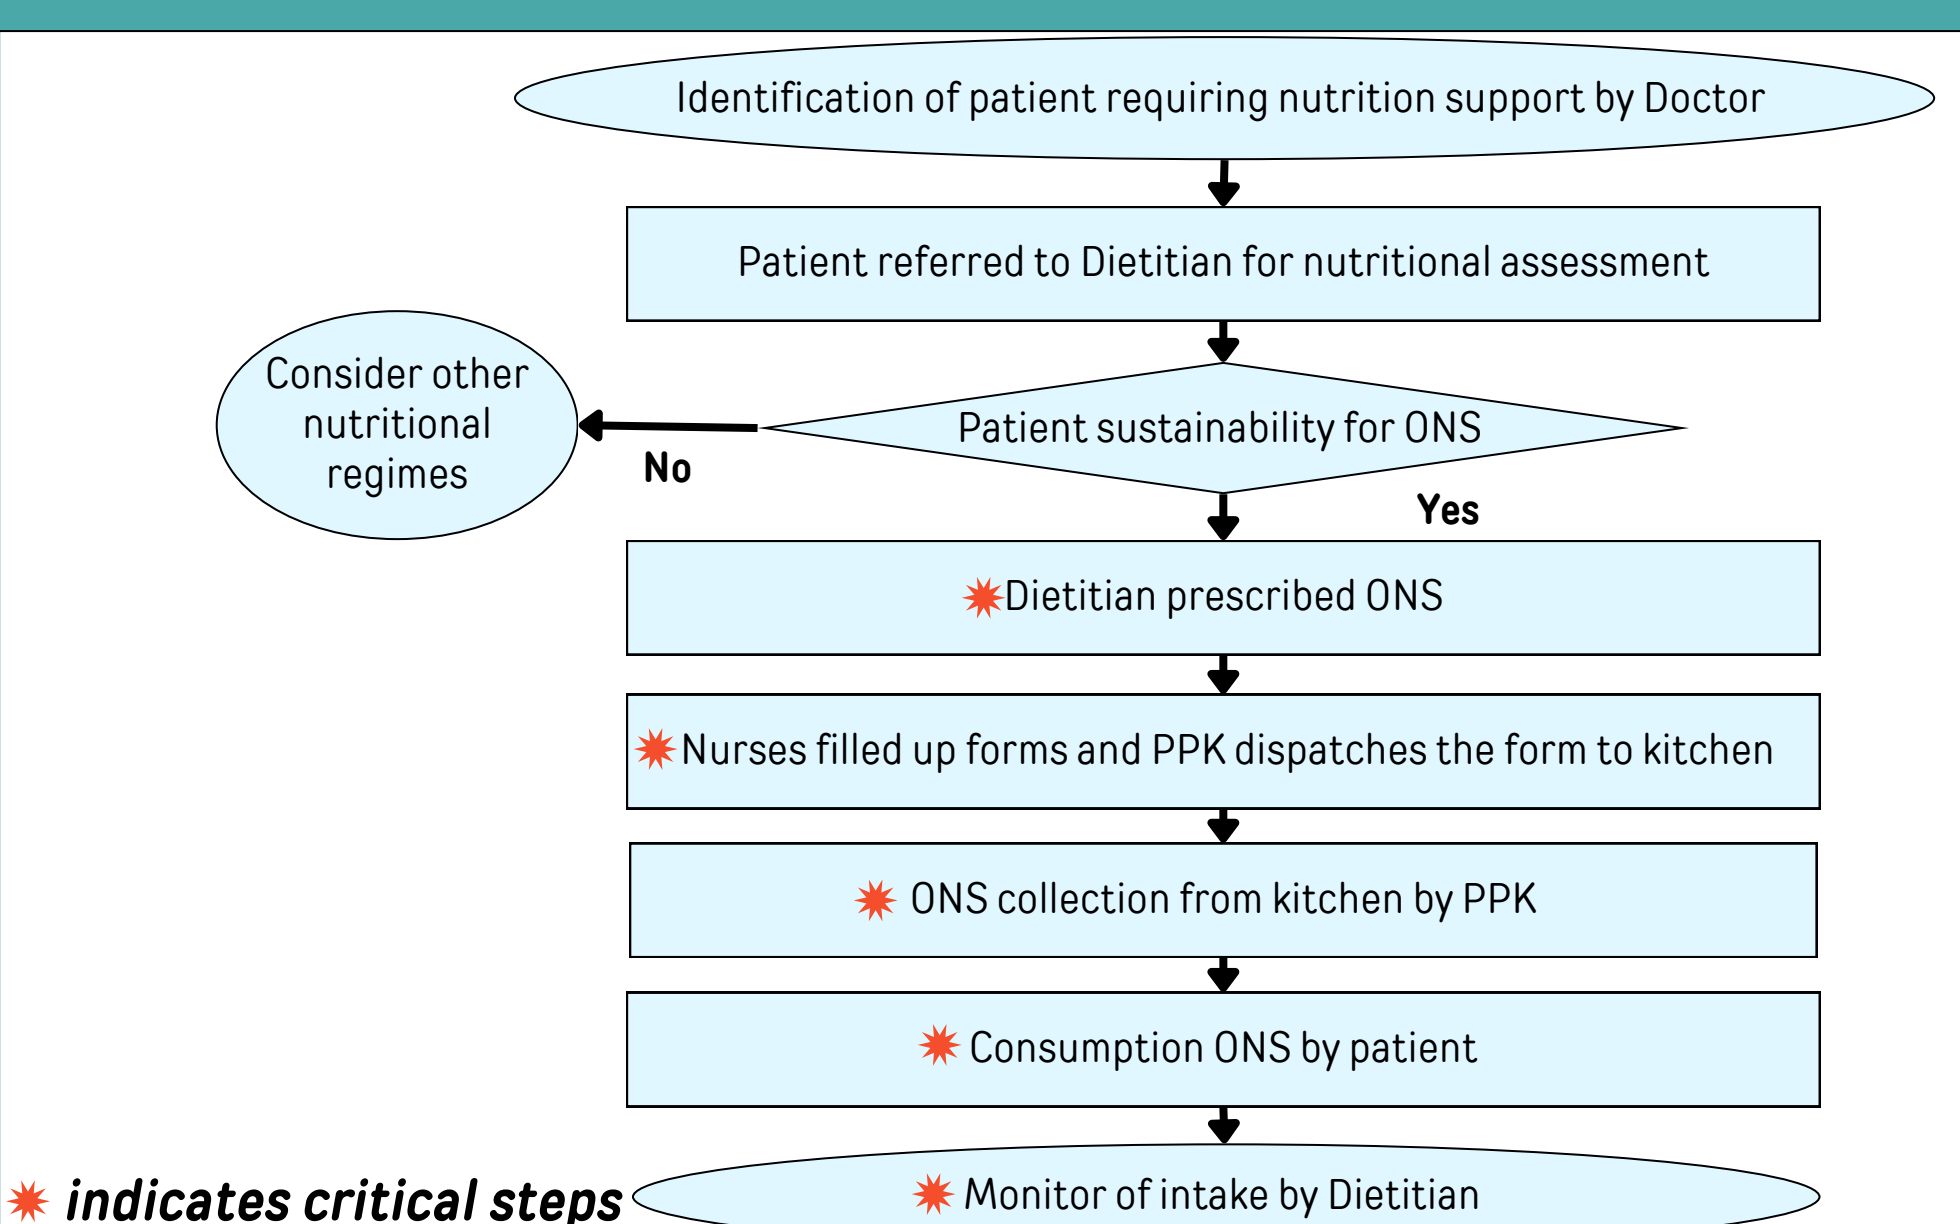 Identification of patient requiring nutrition support by Doctor
Patient referred to Dietitian for nutritional assessment
Consider other
nutritional
regimes
Patient sustainability for ONS
No
Yes
Dietitian prescribed ONS
Nurses filled up forms and PPK dispatches the form to kitchen
ONS collection from kitchen by PPK
Consumption ONS by patient
Monitor of intake by Dietitian
indicates critical steps